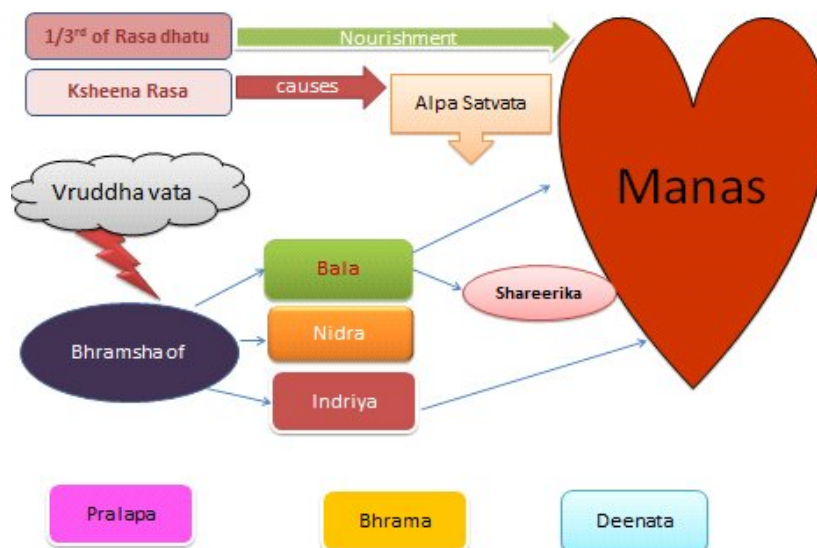 1/3rd of Rasa dhatu
Nourishment
Ksheena Rasa
causes
Alpa Satvata
Manas
Vruddha vata
Bala
Shareerika
Nidra
Bhramsha of
Indriya
Pralapa
Bhrama
Deenata